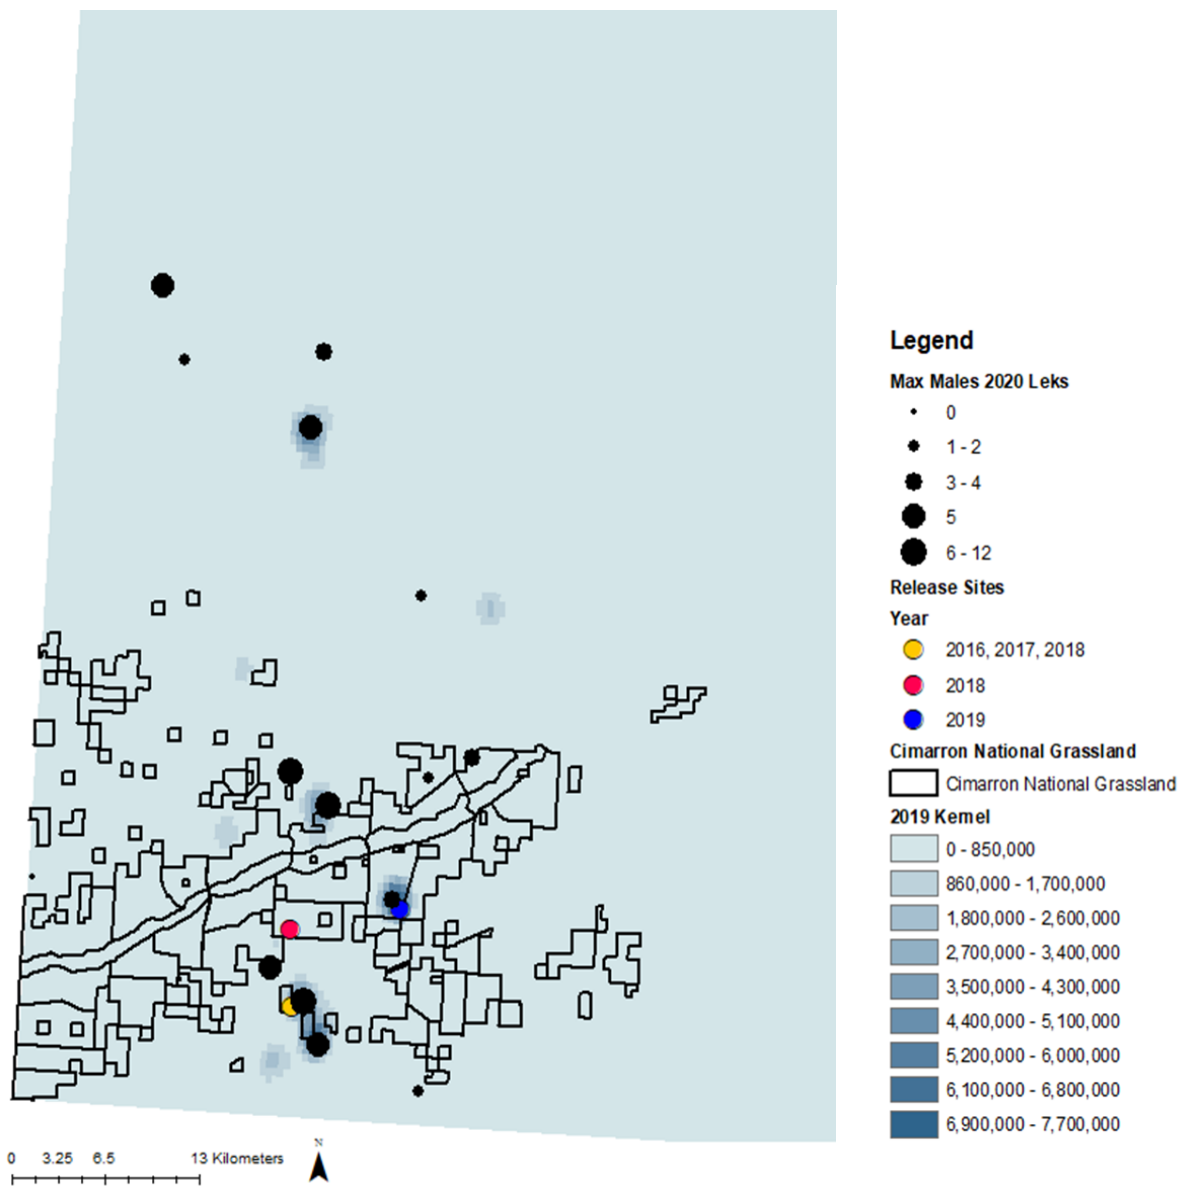 Legend
Max Males 2020 Leks
0
1 - 2
3 - 4
5
6 - 12
Release Sites
Year
2016, 2017, 2018
2018
2019
Cimarron National Grassland
Cimarron National Grassland
2019 Kernel
0 - 850,000
860,000 - 1,700,000
1,800,000 - 2,600,000
2,700,000 - 3,400,000
3,500,000 - 4,300,000
4,400,000 - 5,100,000
5,200,000 - 6,000,000
6,100,000 - 6,800,000
6,900,000 - 7,700,000
N
0 3.25 6.5 13 Kilometers